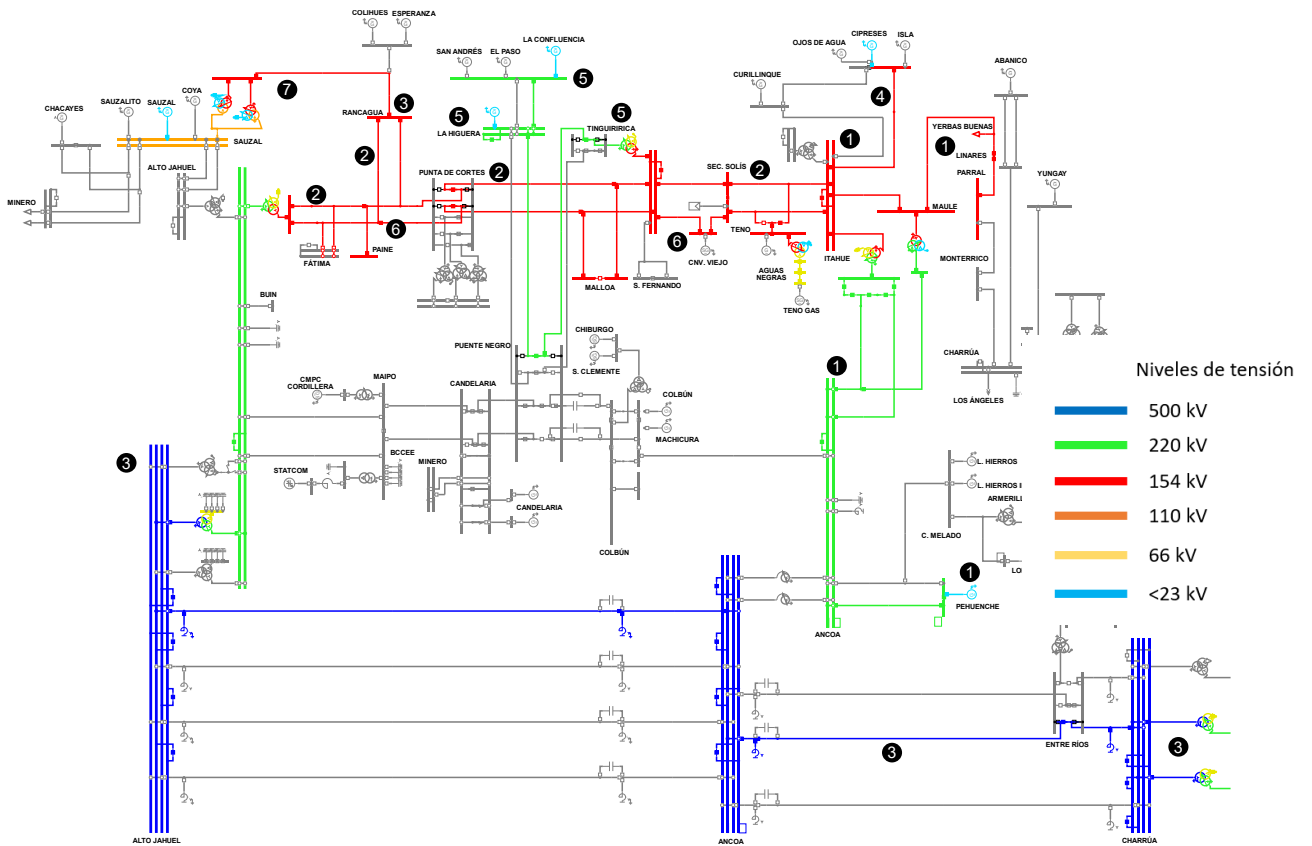 COLIHUES
ESPERANZA
CHACAYES
SAUZALITO
SAUZAL
COYA
7
3
RANCAGUA
SAUZAL
MINERO
ALTO JAHUEL
2
2
6
FÁTIMA
PAINE
BUIN
SAN ANDRÉS
EL PASO
LA CONFLUENCIA
5
5
LA HIGUERA
5
TINGUIRIRICA
PUNTA DE CORTES
2
MALLOA
S. FERNANDO
6
CNV. VIEJO
SEC. SOLÍS
2
TENO
AGUAS
NEGRAS
TENO GAS
OJOS DE AGUA
CIPRESES
ISLA
CURILLINQUE
4
1
ITAHUE
MAULE
ABANICO
YERBAS BUENAS
1
LINARES
PARRAL
YUNGAY
MONTERRICO
CHARRÚA
LOS ÁNGELES
PUENTE NEGRO
CHIBURGO
S. CLEMENTE
CMPC
CORDILLERA
MAIPO
CANDELARIA
COLBÚN
MACHICURA
STATCOM
BCCEE
MINERO
CANDELARIA
COLBÚN
1
L. HIERROS
L. HIERROS I
C. MELADO
1
PEHUENCHE
ANCOA
3
3
ENTRE RÍOS
3
ALTO JAHUEL
ANCOA
CHARRÚA
Niveles de tensión
500 kV
220 kV
154 kV
110 kV
66 kV
<23 kV